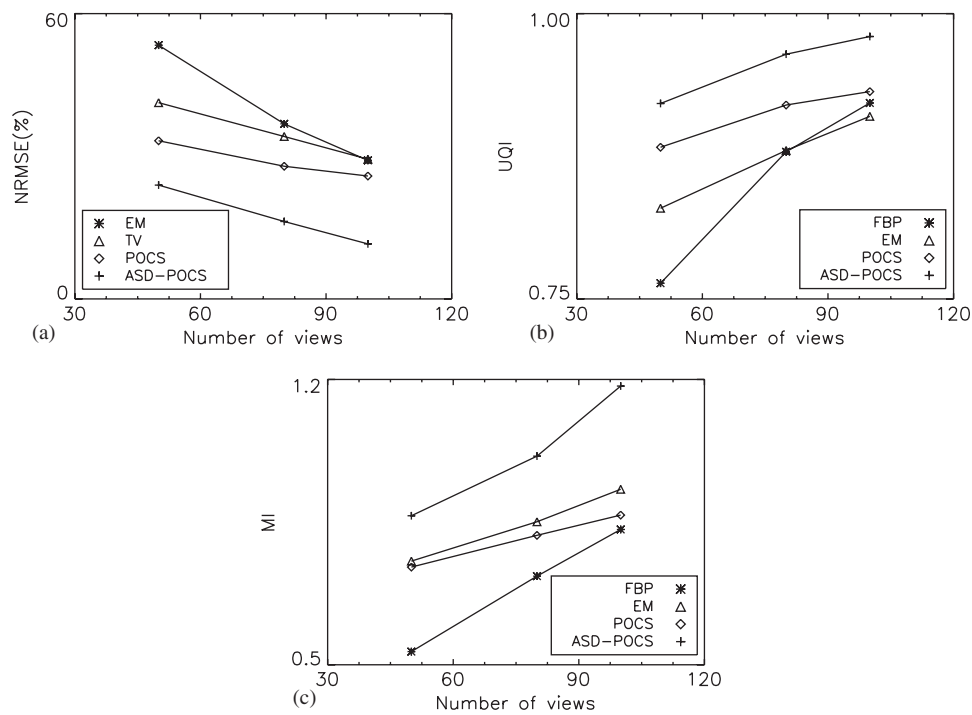 60
NRMSE(%)
EM
TV
POCS
ASD-POCS
0
30 60 90 120
Number of views
(a)
1.00
UQI
FBP
EM
POCS
ASD-POCS
0.75
30 60 90 120
Number of views
(b)
1.2
MI
FBP
EM
POCS
ASD-POCS
0.5
30 60 90 120
Number of views
(c)